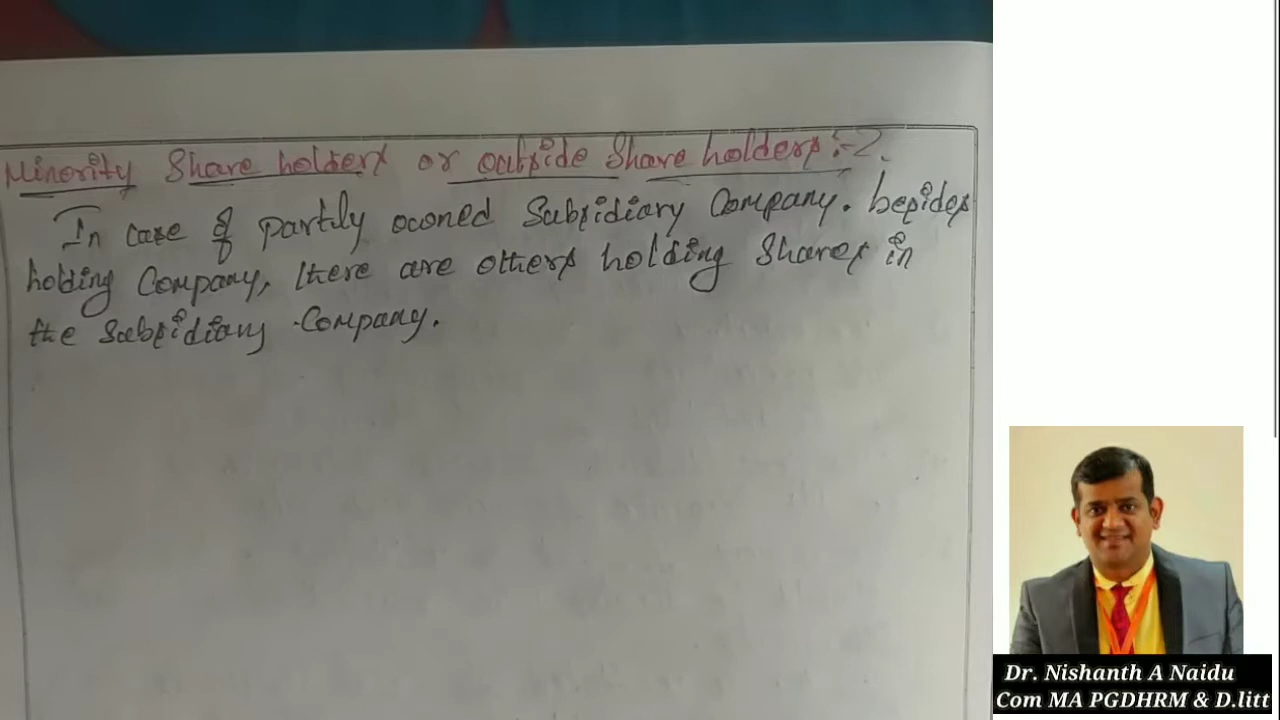 Minority Share holders or outside Share holders :- 2.
In case of partly owned Subsidiary Company. besides
holding Company, there are others holding Shares in
the Subsidiary Company.
Dr. Nishanth A Naidu
Com MA PGDHRM & D.litt